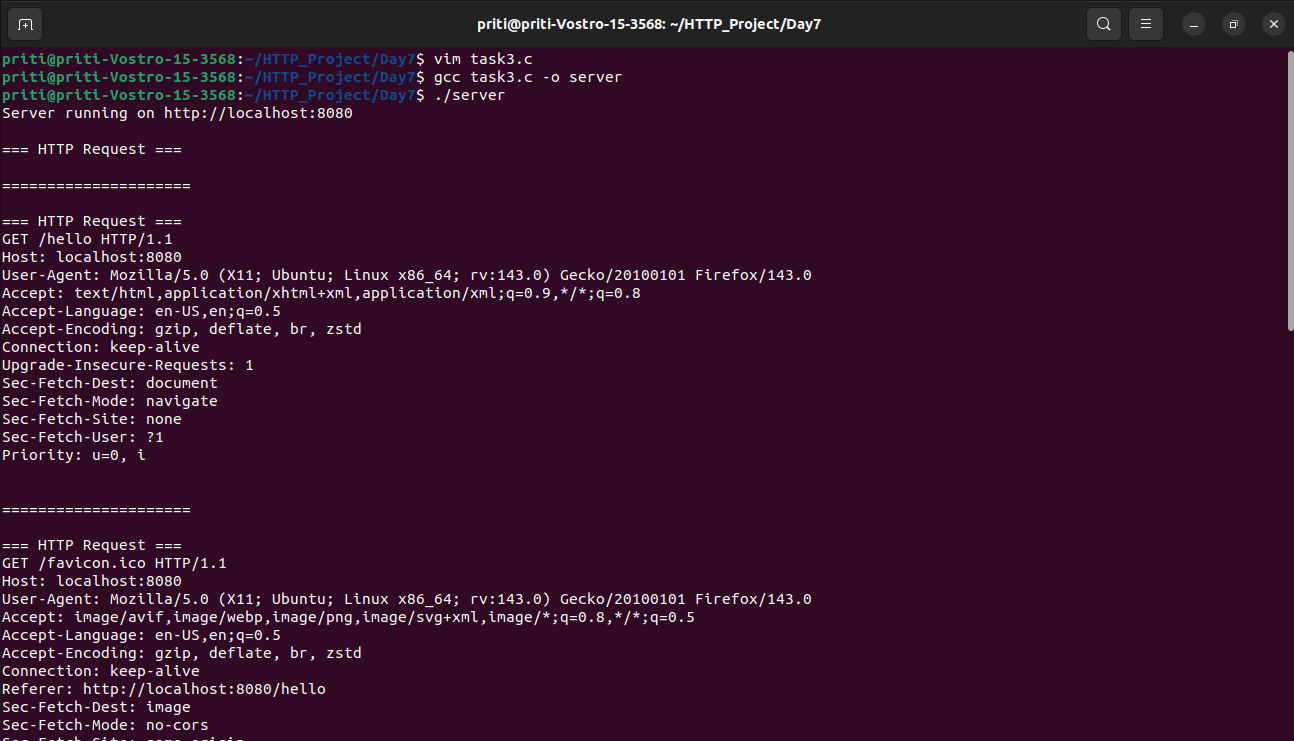 priti@priti-Vostro-15-3568: ~/HTTP_Project/Day7
priti@priti-Vostro-15-3568:~/HTTP_Project/Day7$ vim task3.c
priti@priti-Vostro-15-3568:~/HTTP_Project/Day7$ gcc task3.c -o server
priti@priti-Vostro-15-3568:~/HTTP_Project/Day7$ ./server
Server running on http://localhost:8080
=== HTTP Request ===
=====================
=== HTTP Request ===
GET /hello HTTP/1.1
Host: localhost:8080
User-Agent: Mozilla/5.0 (X11; Ubuntu; Linux x86_64; rv:143.0) Gecko/20100101 Firefox/143.0
Accept: text/html,application/xhtml+xml,application/xml;q=0.9,*/*;q=0.8
Accept-Language: en-US,en;q=0.5
Accept-Encoding: gzip, deflate, br, zstd
Connection: keep-alive
Upgrade-Insecure-Requests: 1
Sec-Fetch-Dest: document
Sec-Fetch-Mode: navigate
Sec-Fetch-Site: none
Sec-Fetch-User: ?1
Priority: u=0, i
=====================
=== HTTP Request ===
GET /favicon.ico HTTP/1.1
Host: localhost:8080
User-Agent: Mozilla/5.0 (X11; Ubuntu; Linux x86_64; rv:143.0) Gecko/20100101 Firefox/143.0
Accept: image/avif,image/webp,image/png,image/svg+xml,image/*;q=0.8,*/*;q=0.5
Accept-Language: en-US,en;q=0.5
Accept-Encoding: gzip, deflate, br, zstd
Connection: keep-alive
Referer: http://localhost:8080/hello
Sec-Fetch-Dest: image
Sec-Fetch-Mode: no-cors